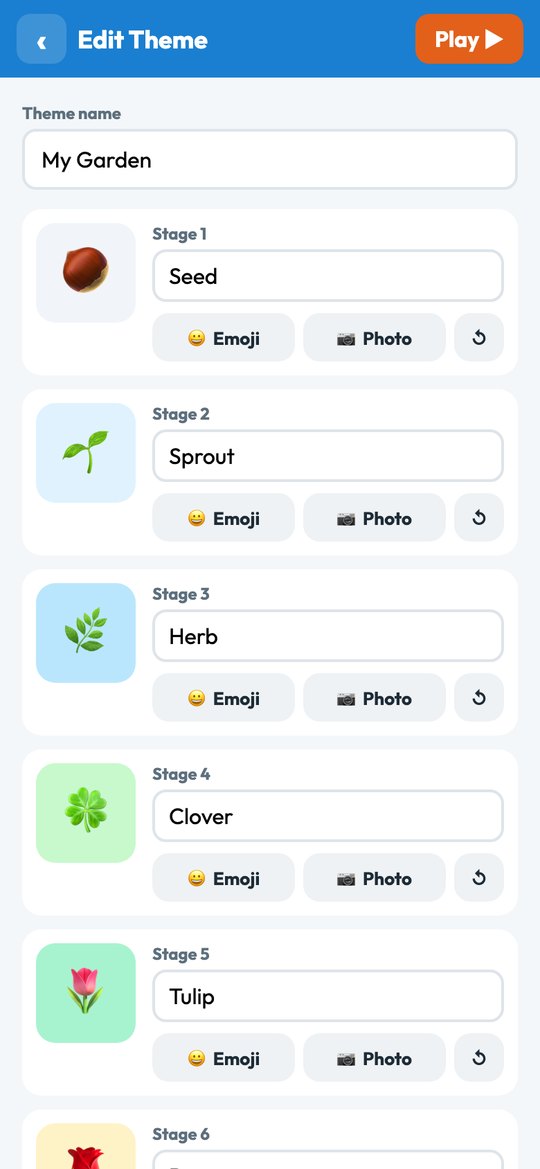 Edit Theme
Play ▶
Theme name
My Garden
Stage 1
Seed
😀 Emoji
📷 Photo
Stage 2
Sprout
😀 Emoji
📷 Photo
Stage 3
Herb
😀 Emoji
📷 Photo
Stage 4
Clover
😀 Emoji
📷 Photo
Stage 5
Tulip
😀 Emoji
📷 Photo
Stage 6